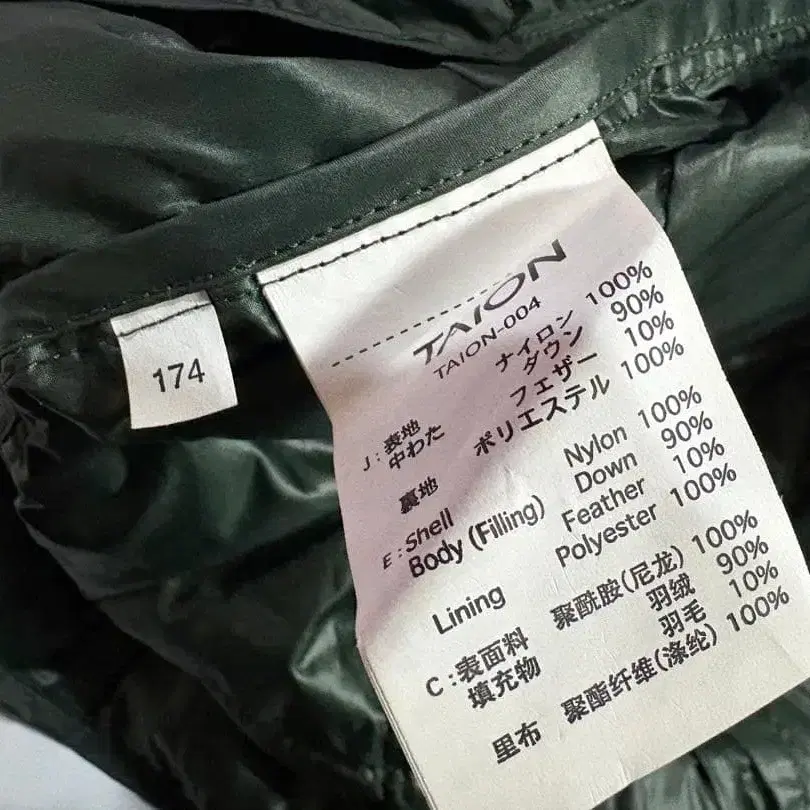 174
TAION
TAION-004
J : 表地 ナイロン 100%
中わた ダウン 90%
フェザー 10%
裏地 ポリエステル 100%
E : Shell Nylon 100%
Body (Filling) Down 90%
Feather 10%
Lining Polyester 100%
C : 表面料 聚酰胺(尼龙) 100%
填充物 羽绒 90%
羽毛 10%
里布 聚酯纤维(涤纶) 100%